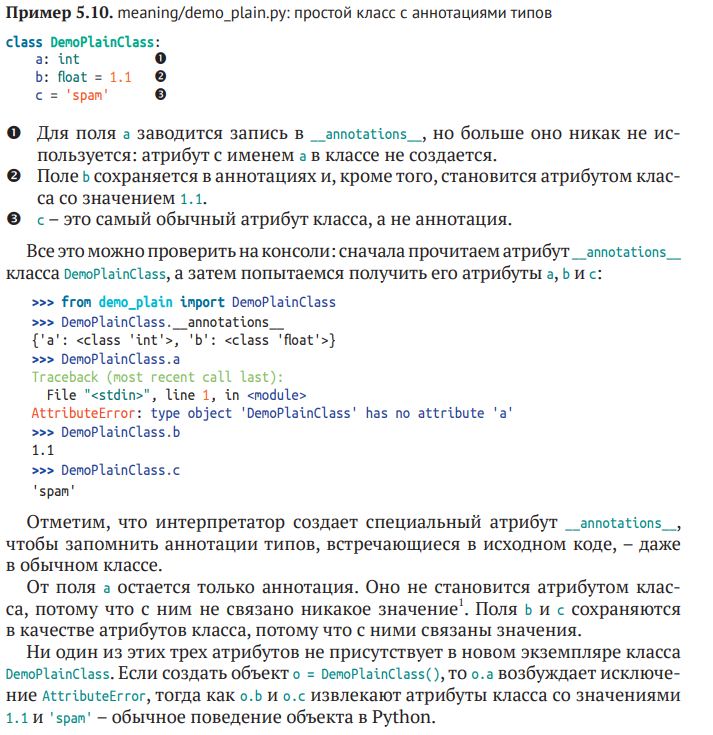 Пример 5.10. meaning/demo_plain.py: простой класс с аннотациями типов
class DemoPlainClass:
    a: int ❶
    b: float = 1.1 ❷
    c = 'spam' ❸
❶ Для поля a заводится запись в __annotations__, но больше оно никак не ис-
пользуется: атрибут с именем a в классе не создается.
❷ Поле b сохраняется в аннотациях и, кроме того, становится атрибутом клас-
са со значением 1.1.
❸ c – это самый обычный атрибут класса, а не аннотация.
Все это можно проверить на консоли: сначала прочитаем атрибут __annotations__
класса DemoPlainClass, а затем попытаемся получить его атрибуты a, b и c:
>>> from demo_plain import DemoPlainClass
>>> DemoPlainClass.__annotations__
{'a': <class 'int'>, 'b': <class 'float'>}
>>> DemoPlainClass.a
Traceback (most recent call last):
  File "<stdin>", line 1, in <module>
AttributeError: type object 'DemoPlainClass' has no attribute 'a'
>>> DemoPlainClass.b
1.1
>>> DemoPlainClass.c
'spam'
Отметим, что интерпретатор создает специальный атрибут __annotations__,
чтобы запомнить аннотации типов, встречающиеся в исходном коде, – даже
в обычном классе.
От поля a остается только аннотация. Оно не становится атрибутом клас-
са, потому что с ним не связано никакое значение1. Поля b и c сохраняются
в качестве атрибутов класса, потому что с ними связаны значения.
Ни один из этих трех атрибутов не присутствует в новом экземпляре класса
DemoPlainClass. Если создать объект o = DemoPlainClass(), то o.a возбуждает исключе-
ние AttributeError, тогда как o.b и o.c извлекают атрибуты класса со значениями
1.1 и 'spam' – обычное поведение объекта в Python.